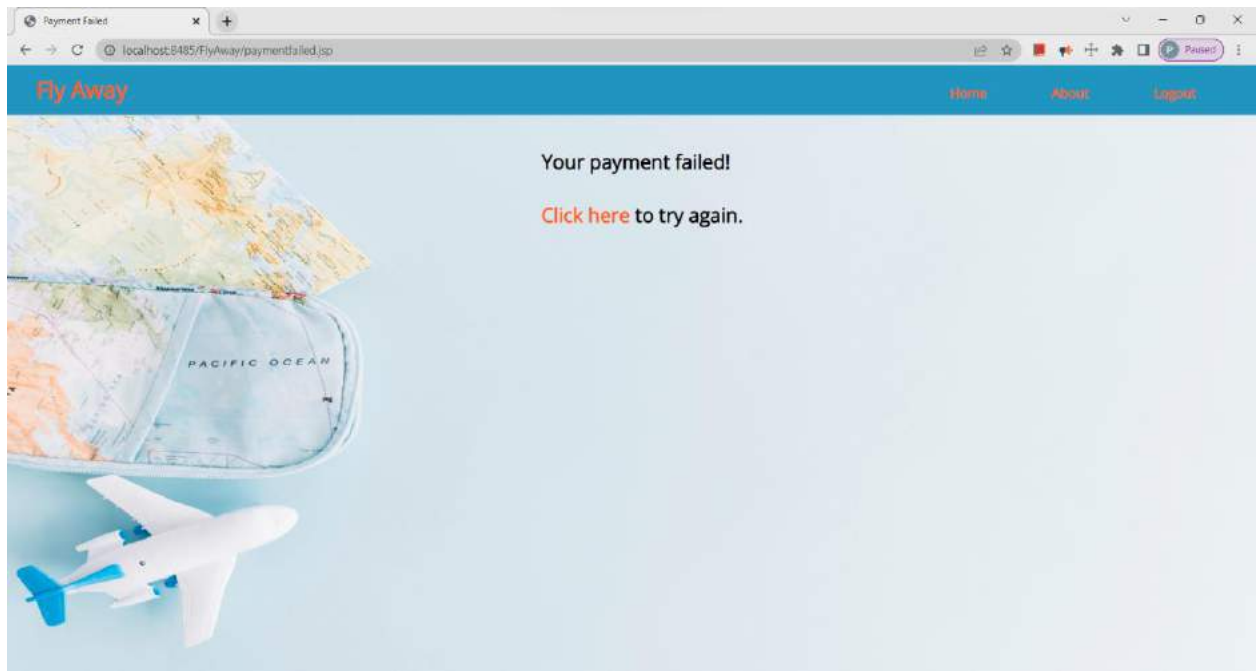 Payment Failed
localhost:8485/FlyAway/paymentfailed.jsp
Paused
Fly Away
Home
About
Logout
Your payment failed!
Click here to try again.
PACIFIC OCEAN